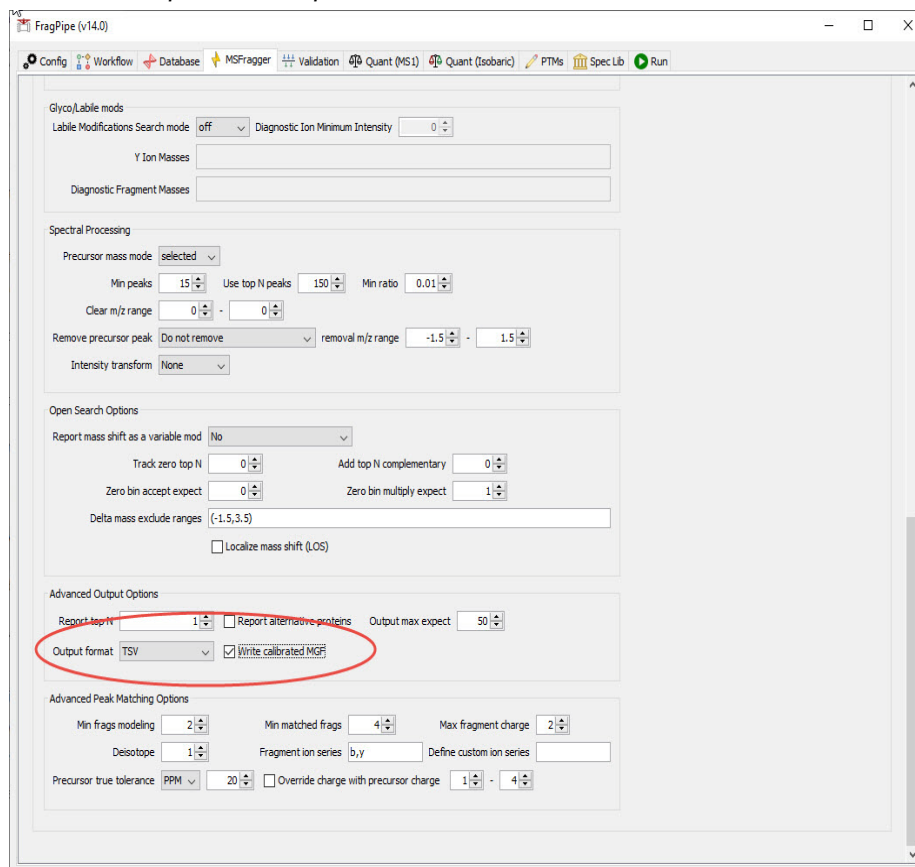 FragPipe (v14.0)
Config Workflow Database MSFragger Validation Quant (MS1) Quant (Isobaric) PTMs Spec Lib Run
Glyco/Labile mods
Labile Modifications Search mode off Diagnostic Ion Minimum Intensity 0
Y Ion Masses
Diagnostic Fragment Masses
Spectral Processing
Precursor mass mode selected
Min peaks 15 Use top N peaks 150 Min ratio 0.01
Clear m/z range 0 - 0
Remove precursor peak Do not remove removal m/z range -1.5 - 1.5
Intensity transform None
Open Search Options
Report mass shift as a variable mod No
Track zero top N 0 Add top N complementary 0
Zero bin accept expect 0 Zero bin multiply expect 1
Delta mass exclude ranges (-1.5,3.5)
Localize mass shift (LOS)
Advanced Output Options
Report top N 1 Report alternative proteins Output max expect 50
Output format TSV Write calibrated MGF
Advanced Peak Matching Options
Min frags modeling 2 Min matched frags 4 Max fragment charge 2
Deisotope 1 Fragment ion series b,y Define custom ion series
Precursor true tolerance PPM 20 Override charge with precursor charge 1 - 4